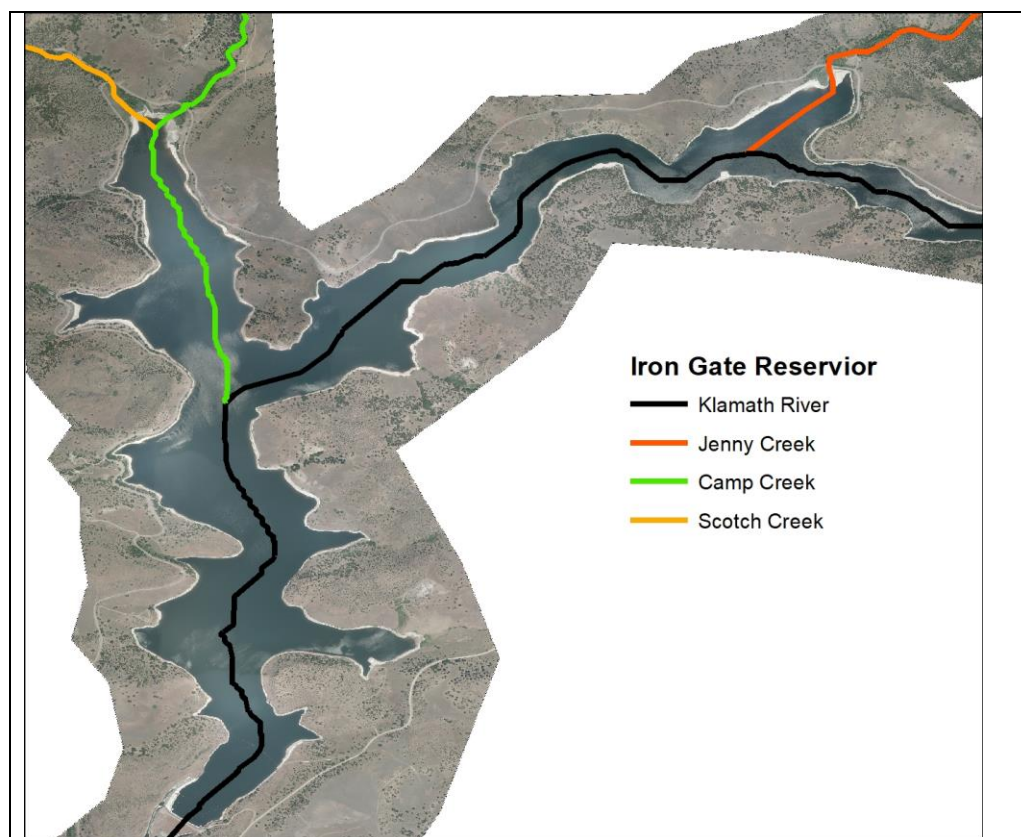 Iron Gate Reservior
Klamath River
Jenny Creek
Camp Creek
Scotch Creek